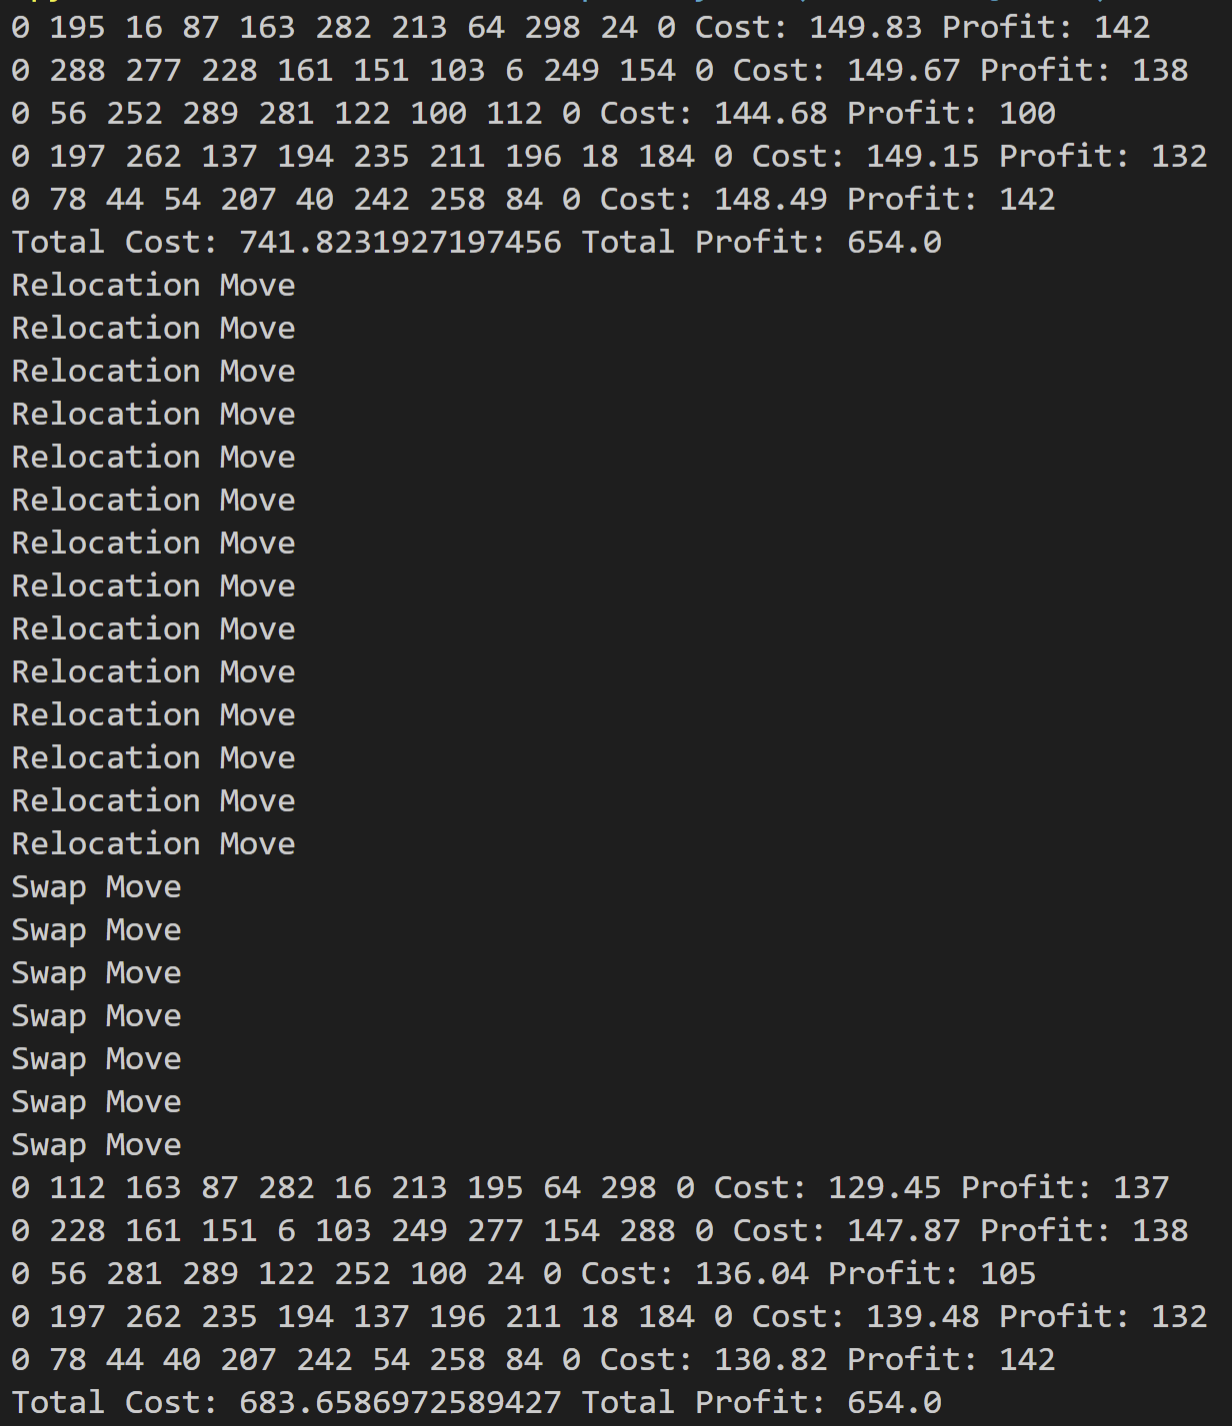 0 195 16 87 163 282 213 64 298 24 0 Cost: 149.83 Profit: 142
0 288 277 228 161 151 103 6 249 154 0 Cost: 149.67 Profit: 138
0 56 252 289 281 122 100 112 0 Cost: 144.68 Profit: 100
0 197 262 137 194 235 211 196 18 184 0 Cost: 149.15 Profit: 132
0 78 44 54 207 40 242 258 84 0 Cost: 148.49 Profit: 142
Total Cost: 741.8231927197456 Total Profit: 654.0
Relocation Move
Relocation Move
Relocation Move
Relocation Move
Relocation Move
Relocation Move
Relocation Move
Relocation Move
Relocation Move
Relocation Move
Relocation Move
Relocation Move
Relocation Move
Relocation Move
Swap Move
Swap Move
Swap Move
Swap Move
Swap Move
Swap Move
Swap Move
0 112 163 87 282 16 213 195 64 298 0 Cost: 129.45 Profit: 137
0 228 161 151 6 103 249 277 154 288 0 Cost: 147.87 Profit: 138
0 56 281 289 122 252 100 24 0 Cost: 136.04 Profit: 105
0 197 262 235 194 137 196 211 18 184 0 Cost: 139.48 Profit: 132
0 78 44 40 207 242 54 258 84 0 Cost: 130.82 Profit: 142
Total Cost: 683.6586972589427 Total Profit: 654.0